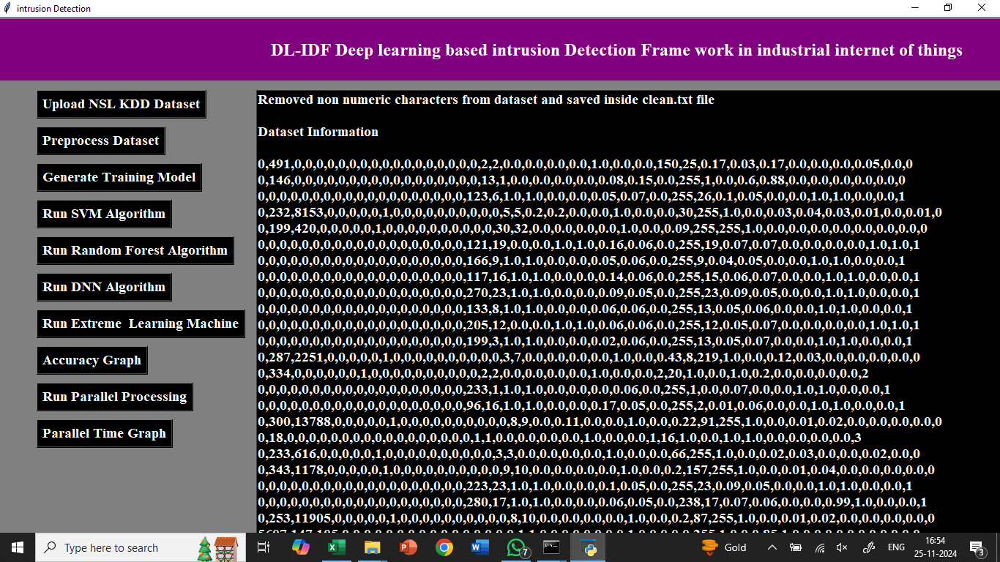 intrusion Detection
DL-IDF Deep learning based intrusion Detection Frame work in industrial internet of things
Upload NSL KDD Dataset
Preprocess Dataset
Generate Training Model
Run SVM Algorithm
Run Random Forest Algorithm
Run DNN Algorithm
Run Extreme  Learning Machine
Accuracy Graph
Run Parallel Processing
Parallel Time Graph
Removed non numeric characters from dataset and saved inside clean.txt file
Dataset Information
0,491,0,0,0,0,0,0,0,0,0,0,0,0,0,0,0,0,0,2,2,0.0,0.0,0.0,0.0,1.0,0.0,0.0,150,25,0.17,0.03,0.17,0.0,0.0,0.0,0.05,0.0,0
0,146,0,0,0,0,0,0,0,0,0,0,0,0,0,0,0,0,0,13,1,0.0,0.0,0.0,0.0,0.08,0.15,0.0,255,1,0.0,0.6,0.88,0.0,0.0,0.0,0.0,0.0,0
0,0,0,0,0,0,0,0,0,0,0,0,0,0,0,0,0,0,0,123,6,1.0,1.0,0.0,0.0,0.05,0.07,0.0,255,26,0.1,0.05,0.0,0.0,1.0,1.0,0.0,0.0,1
0,232,8153,0,0,0,0,0,1,0,0,0,0,0,0,0,0,0,0,5,5,0.2,0.2,0.0,0.0,1.0,0.0,0.0,30,255,1.0,0.0,0.03,0.04,0.03,0.01,0.0,0.01,0
0,199,420,0,0,0,0,0,1,0,0,0,0,0,0,0,0,0,0,30,32,0.0,0.0,0.0,0.0,1.0,0.0,0.09,255,255,1.0,0.0,0.0,0.0,0.0,0.0,0.0,0.0,0
0,0,0,0,0,0,0,0,0,0,0,0,0,0,0,0,0,0,0,121,19,0.0,0.0,1.0,1.0,0.16,0.06,0.0,255,19,0.07,0.07,0.0,0.0,0.0,0.0,1.0,1.0,1
0,0,0,0,0,0,0,0,0,0,0,0,0,0,0,0,0,0,0,166,9,1.0,1.0,0.0,0.0,0.05,0.06,0.0,255,9,0.04,0.05,0.0,0.0,1.0,1.0,0.0,0.0,1
0,0,0,0,0,0,0,0,0,0,0,0,0,0,0,0,0,0,0,117,16,1.0,1.0,0.0,0.0,0.14,0.06,0.0,255,15,0.06,0.07,0.0,0.0,1.0,1.0,0.0,0.0,1
0,0,0,0,0,0,0,0,0,0,0,0,0,0,0,0,0,0,0,270,23,1.0,1.0,0.0,0.0,0.09,0.05,0.0,255,23,0.09,0.05,0.0,0.0,1.0,1.0,0.0,0.0,1
0,0,0,0,0,0,0,0,0,0,0,0,0,0,0,0,0,0,0,133,8,1.0,1.0,0.0,0.0,0.06,0.06,0.0,255,13,0.05,0.06,0.0,0.0,1.0,1.0,0.0,0.0,1
0,0,0,0,0,0,0,0,0,0,0,0,0,0,0,0,0,0,0,205,12,0.0,0.0,1.0,1.0,0.06,0.06,0.0,255,12,0.05,0.07,0.0,0.0,0.0,0.0,1.0,1.0,1
0,0,0,0,0,0,0,0,0,0,0,0,0,0,0,0,0,0,0,199,3,1.0,1.0,0.0,0.0,0.02,0.06,0.0,255,13,0.05,0.07,0.0,0.0,1.0,1.0,0.0,0.0,1
0,287,2251,0,0,0,0,0,1,0,0,0,0,0,0,0,0,0,0,3,7,0.0,0.0,0.0,0.0,1.0,0.0,0.43,8,219,1.0,0.0,0.12,0.03,0.0,0.0,0.0,0.0,0
0,334,0,0,0,0,0,0,1,0,0,0,0,0,0,0,0,0,0,2,2,0.0,0.0,0.0,0.0,1.0,0.0,0.0,2,20,1.0,0.0,1.0,0.2,0.0,0.0,0.0,0.0,2
0,0,0,0,0,0,0,0,0,0,0,0,0,0,0,0,0,0,0,233,1,1.0,1.0,0.0,0.0,0.0,0.06,0.0,255,1,0.0,0.07,0.0,0.0,1.0,1.0,0.0,0.0,1
0,0,0,0,0,0,0,0,0,0,0,0,0,0,0,0,0,0,0,96,16,1.0,1.0,0.0,0.0,0.17,0.05,0.0,255,2,0.01,0.06,0.0,0.0,1.0,1.0,0.0,0.0,1
0,300,13788,0,0,0,0,0,1,0,0,0,0,0,0,0,0,0,0,8,9,0.0,0.11,0.0,0.0,1.0,0.0,0.22,91,255,1.0,0.0,0.01,0.02,0.0,0.0,0.0,0.0,0
0,18,0,0,0,0,0,0,0,0,0,0,0,0,0,0,0,0,0,1,1,0.0,0.0,0.0,0.0,1.0,0.0,0.0,1,16,1.0,0.0,1.0,1.0,0.0,0.0,0.0,0.0,3
0,233,616,0,0,0,0,0,1,0,0,0,0,0,0,0,0,0,0,3,3,0.0,0.0,0.0,0.0,1.0,0.0,0.0,66,255,1.0,0.0,0.02,0.03,0.0,0.0,0.02,0.0,0
0,343,1178,0,0,0,0,0,1,0,0,0,0,0,0,0,0,0,0,9,10,0.0,0.0,0.0,0.0,1.0,0.0,0.2,157,255,1.0,0.0,0.01,0.04,0.0,0.0,0.0,0.0,0
0,0,0,0,0,0,0,0,0,0,0,0,0,0,0,0,0,0,0,223,23,1.0,1.0,0.0,0.0,0.1,0.05,0.0,255,23,0.09,0.05,0.0,0.0,1.0,1.0,0.0,0.0,1
0,0,0,0,0,0,0,0,0,0,0,0,0,0,0,0,0,0,0,280,17,1.0,1.0,0.0,0.0,0.06,0.05,0.0,238,17,0.07,0.06,0.0,0.0,0.99,1.0,0.0,0.0,1
0,253,11905,0,0,0,0,0,1,0,0,0,0,0,0,0,0,0,0,8,10,0.0,0.0,0.0,0.0,1.0,0.0,0.2,87,255,1.0,0.0,0.01,0.02,0.0,0.0,0.0,0.0,0
Type here to search
7
Gold
ENG
16:54
25-11-2024
3